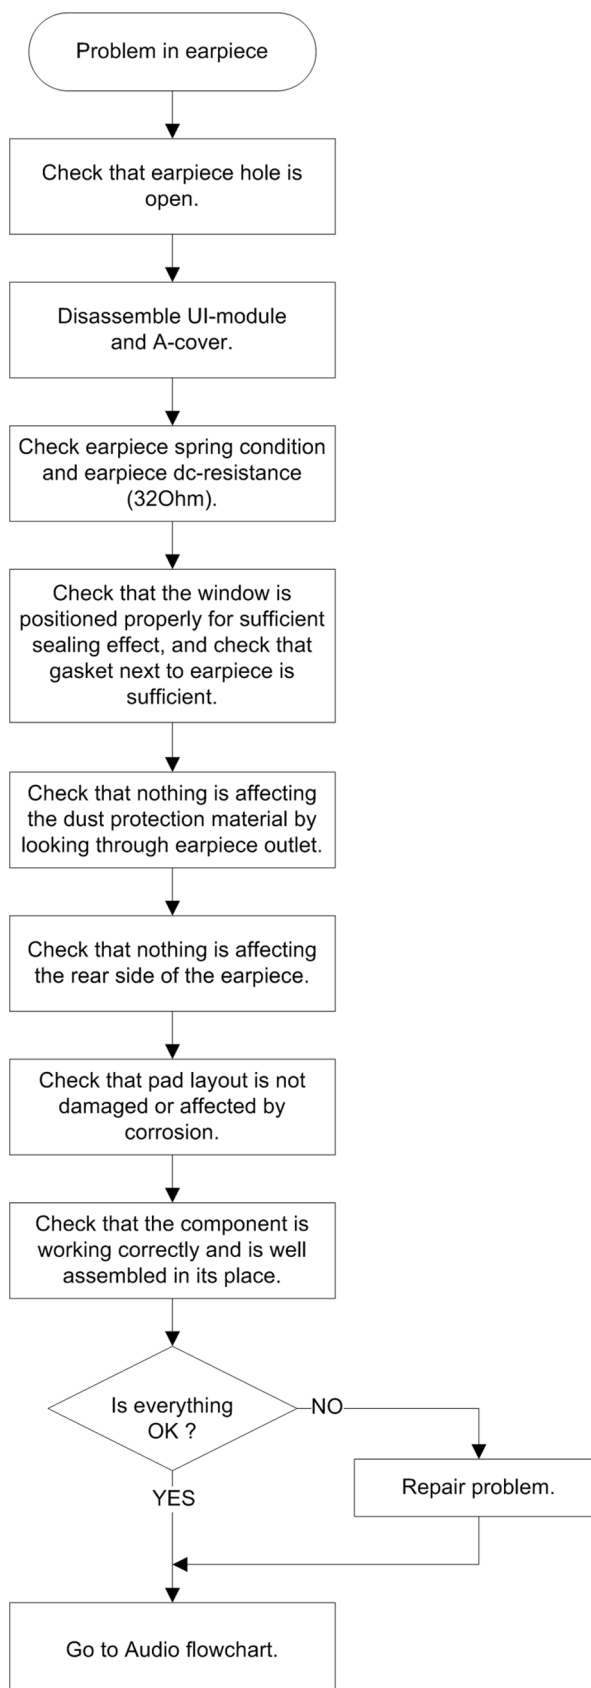 Problem in earpiece
Check that earpiece hole is
open.
Disassemble UI-module
and A-cover.
Check earpiece spring condition
and earpiece dc-resistance
(32Ohm).
Check that the window is
positioned properly for sufficient
sealing effect, and check that
gasket next to earpiece is
sufficient.
Check that nothing is affecting
the dust protection material by
looking through earpiece outlet.
Check that nothing is affecting
the rear side of the earpiece.
Check that pad layout is not
damaged or affected by
corrosion.
Check that the component is
working correctly and is well
assembled in its place.
Is everything
OK ?
NO
Repair problem.
YES
Go to Audio flowchart.